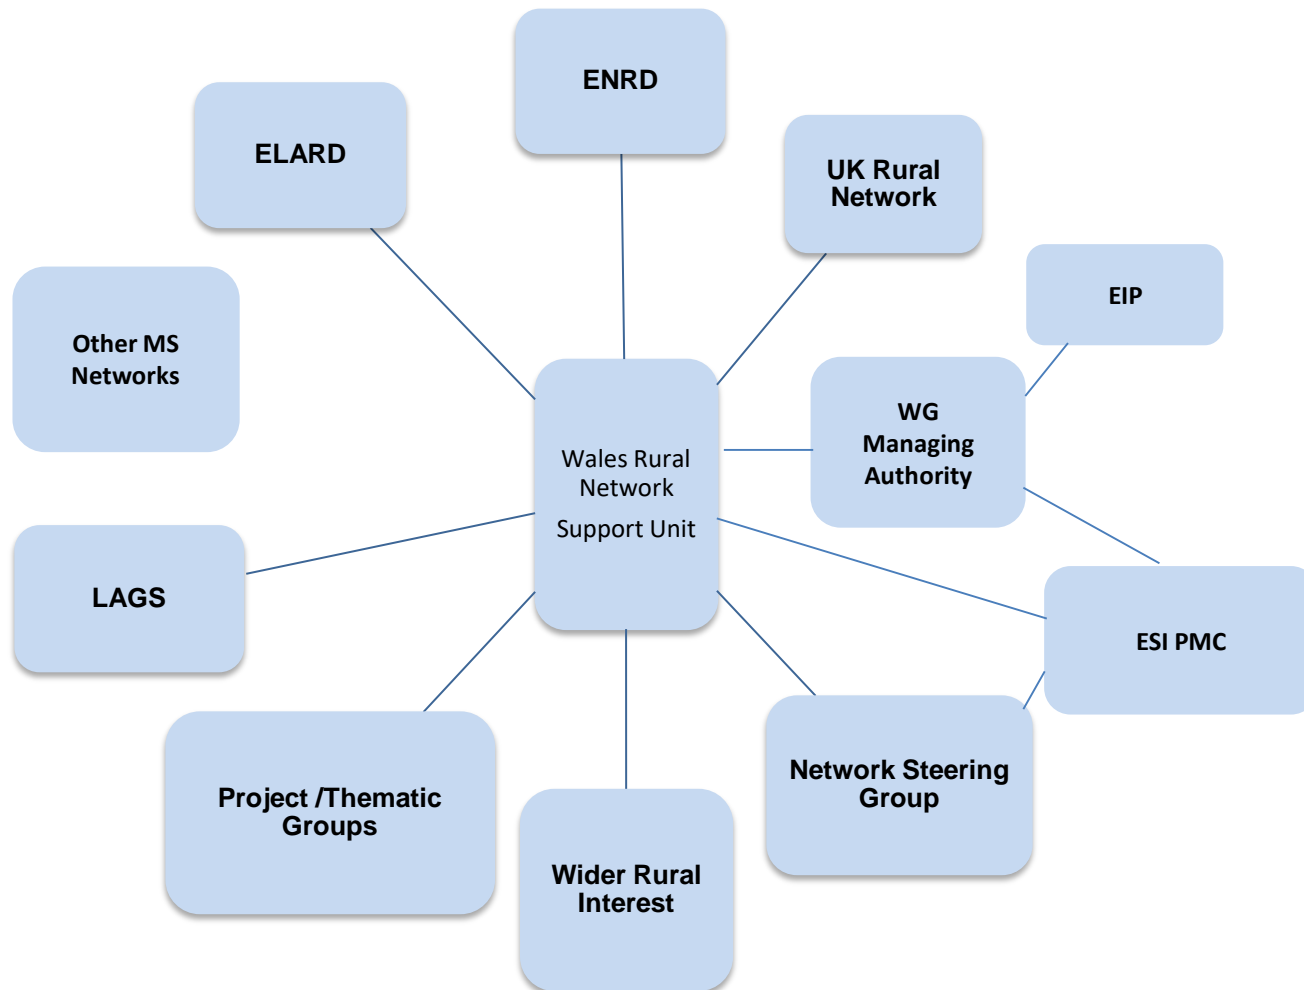 ENRD
ELARD
UK Rural
Network
EIP
Other MS
Networks
WG
Managing
Authority
Wales Rural
Network
Support Unit
LAGS
ESI PMC
Project /Thematic
Groups
Network Steering
Group
Wider Rural
Interest